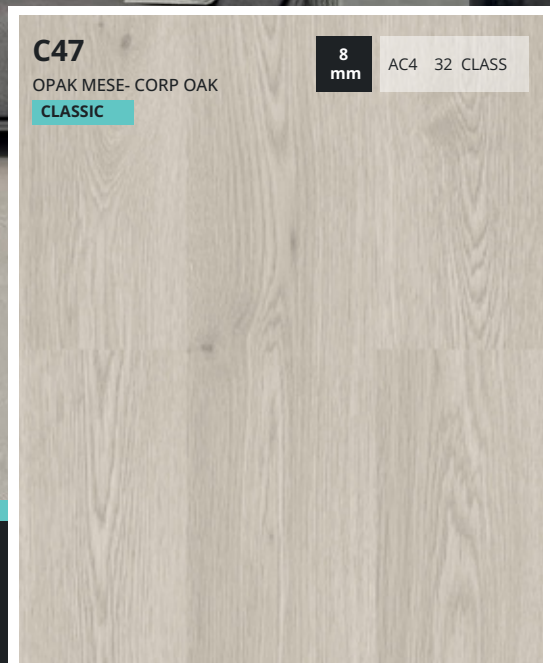 C47
OPAK MESE- CORP OAK
CLASSIC
8
mm
AC4 32 CLASS